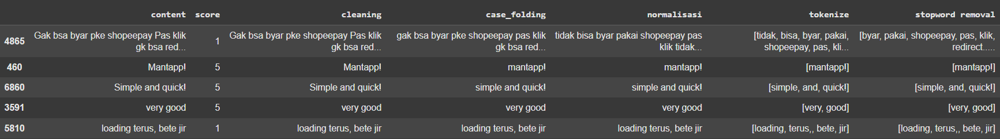 content score cleaning case_folding normalisasi tokenize stopword removal
4865 Gak bsa byar pke shopeepay Pas klik gk bsa red... 1 Gak bsa byar pke shopeepay Pas klik gk bsa red... gak bsa byar pke shopeepay pas klik gk bsa red... tidak bisa byar pakai shopeepay pas klik tidak... [tidak, bisa, byar, pakai, shopeepay, pas, kli... [byar, pakai, shopeepay, pas, klik, redirect.....
460 Mantapp! 5 Mantapp! mantapp! mantapp! [mantapp!] [mantapp!]
6860 Simple and quick! 5 Simple and quick! simple and quick! simple and quick! [simple, and, quick!] [simple, and, quick!]
3591 very good 5 very good very good very good [very, good] [very, good]
5810 loading terus, bete jir 1 loading terus, bete jir loading terus, bete jir loading terus, bete jir [loading, terus,, bete, jir] [loading, terus,, bete, jir]